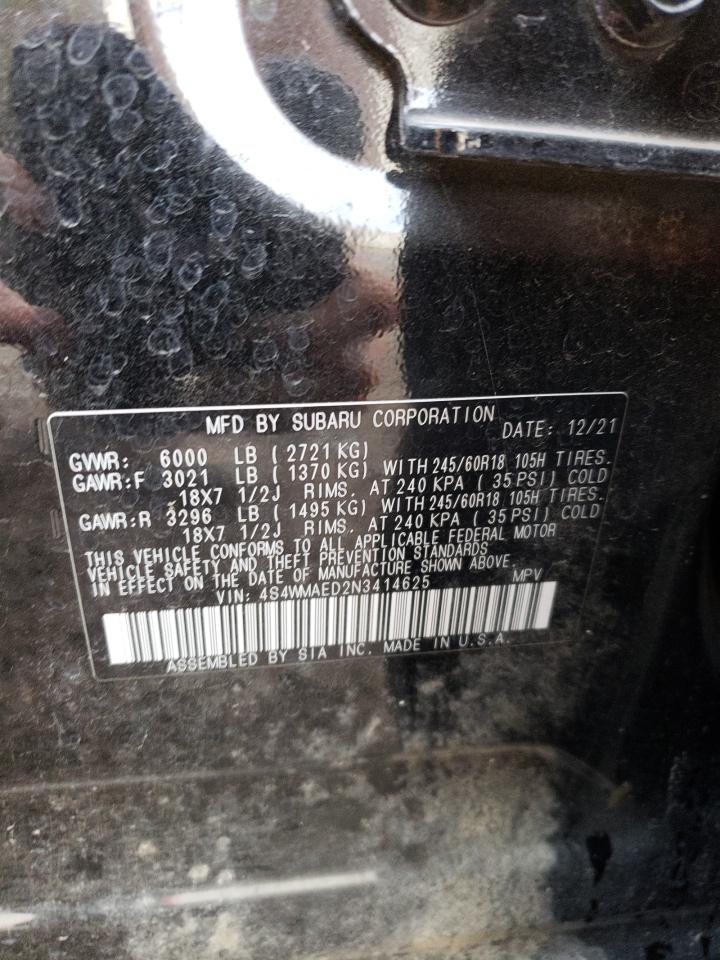 MFD BY SUBARU CORPORATION DATE: 12/21
GVWR: 6000 LB ( 2721 KG)
GAWR:F 3021 LB ( 1370 KG) WITH 245/60R18 105H TIRES.
18X7 1/2J RIMS. AT 240 KPA ( 35 PSI) COLD
GAWR:R 3296 LB ( 1495 KG) WITH 245/60R18 105H TIRES.
18X7 1/2J RIMS. AT 240 KPA ( 35 PSI) COLD
THIS VEHICLE CONFORMS TO ALL APPLICABLE FEDERAL MOTOR
VEHICLE SAFETY AND THEFT PREVENTION STANDARDS
IN EFFECT ON THE DATE OF MANUFACTURE SHOWN ABOVE.
VIN: 4S4WMAED2N3414625 MPV
ASSEMBLED BY SIA INC. MADE IN U.S.A.